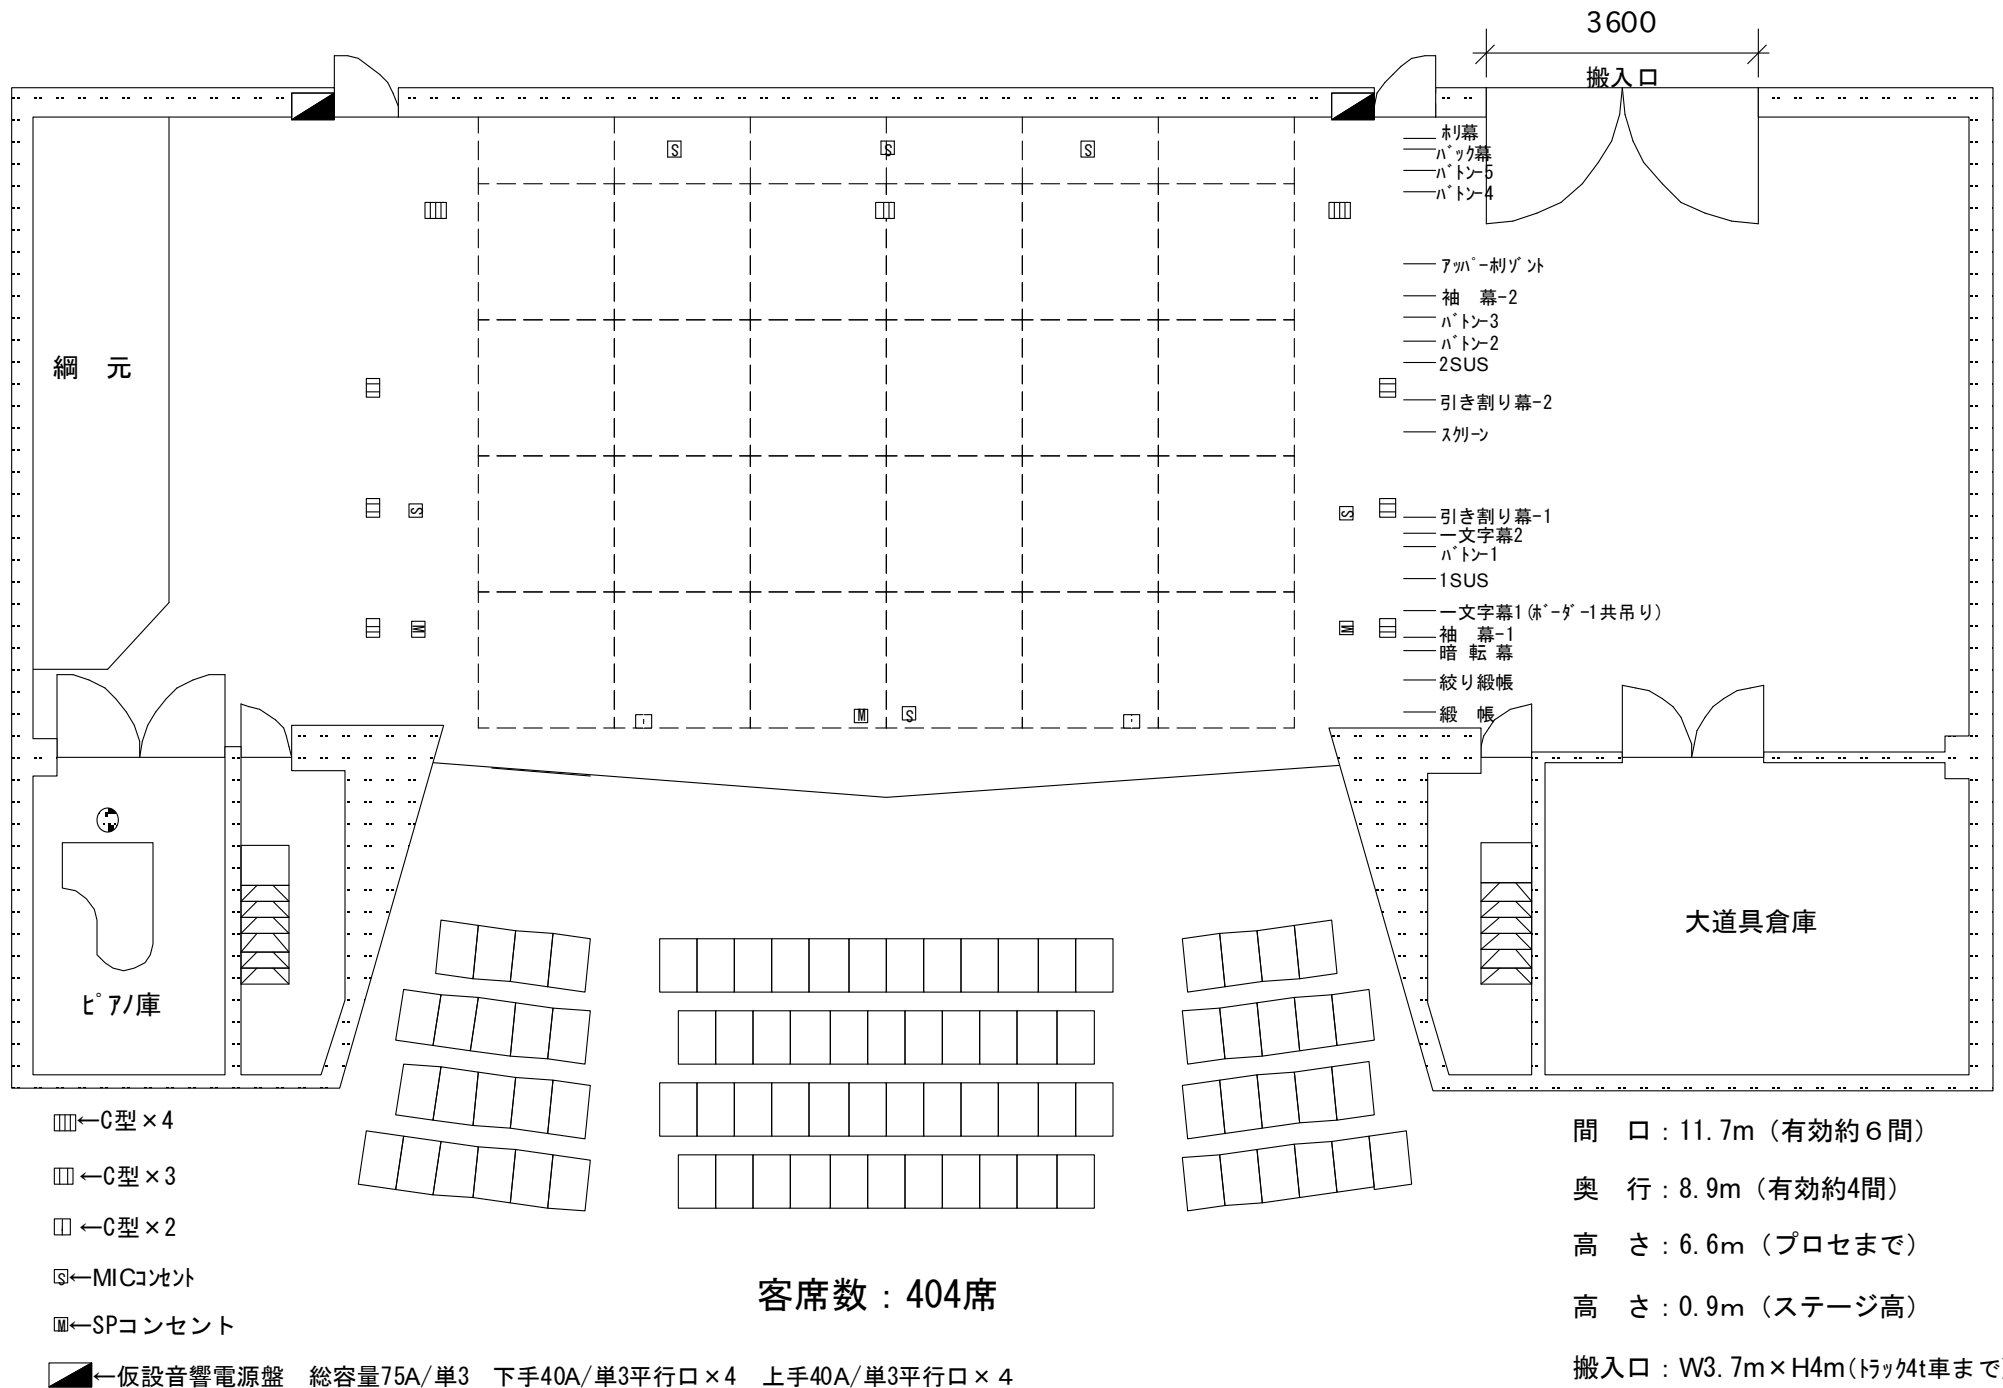 3600
搬入口
ﾎﾘ幕
ﾊﾞｯｸ幕
ﾊﾞﾄﾝ-5
ﾊﾞﾄﾝ-4
ｱｯﾊﾟｰﾎﾘｿﾞﾝﾄ
袖　幕-2
ﾊﾞﾄﾝ-3
ﾊﾞﾄﾝ-2
2SUS
引き割り幕-2
ｽｸﾘｰﾝ
引き割り幕-1
一文字幕2
ﾊﾞﾄﾝ-1
1SUS
一文字幕1(ﾎﾞｰﾀﾞｰ1共吊り)
袖　幕-1
暗 転 幕
絞り緞帳
緞　帳
綱　元
S
S
S
S
S
M
M
M
S
ﾋﾟｱﾉ庫
大道具倉庫
←C型×4
←C型×3
←C型×2
S←MICｺﾝｾﾝﾄ
M←SPコンセント
←仮設音響電源盤　総容量75A/単3　下手40A/単3平行口×4　上手40A/単3平行口×４
客席数：404席
間　口：11.7m（有効約６間）
奥　行：8.9m（有効約4間）
高　さ：6.6ｍ（プロセまで）
高　さ：0.9ｍ（ステージ高）
搬入口：W3.7m×H4m(ﾄﾗｯｸ4t車まで)